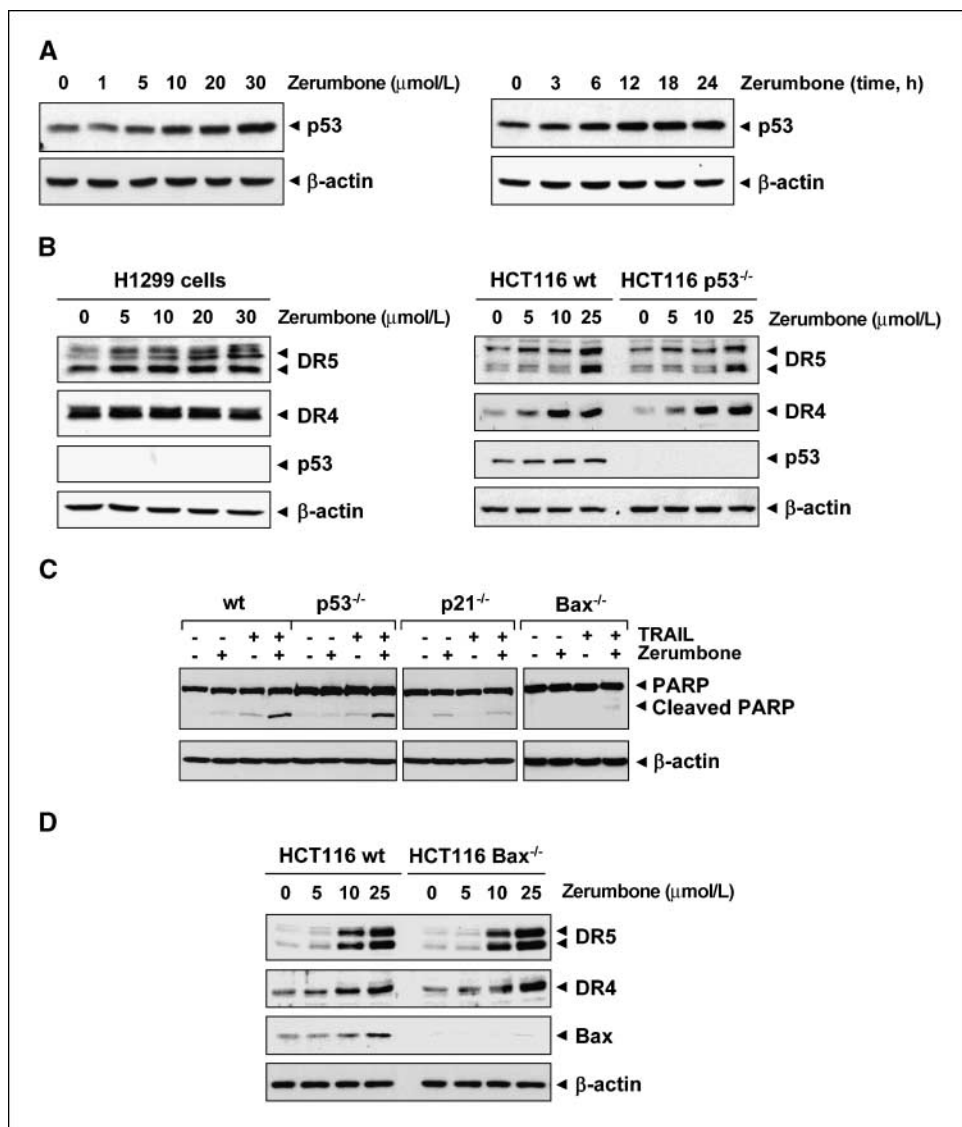 A
0 1 5 10 20 30 Zerumbone (μmol/L)
p53
β-actin
0 3 6 12 18 24 Zerumbone (time, h)
p53
β-actin
B
H1299 cells
0 5 10 20 30 Zerumbone (μmol/L)
DR5
DR4
p53
β-actin
HCT116 wt HCT116 p53-/-
0 5 10 25 0 5 10 25 Zerumbone (μmol/L)
DR5
DR4
p53
β-actin
C
wt p53-/- p21-/- Bax-/-
- - + + - - + + - - + + - - + + TRAIL
- + - + - + - + - + - + - + - + Zerumbone
PARP
Cleaved PARP
β-actin
D
HCT116 wt HCT116 Bax-/-
0 5 10 25 0 5 10 25 Zerumbone (μmol/L)
DR5
DR4
Bax
β-actin